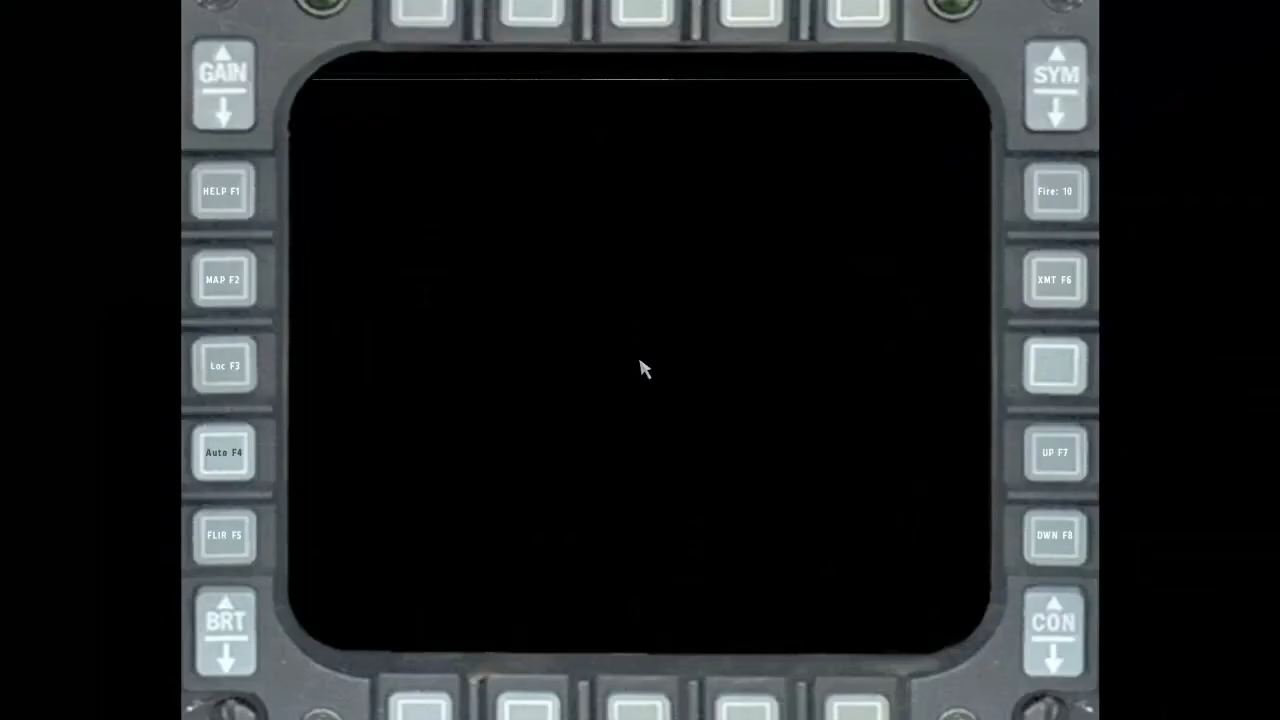 GAIN
SYM
HELP F1
Fire: 10
MAP F2
XMT F6
Loc F3
Auto F4
UP F7
FLIR F5
DWN F8
BRT
CON